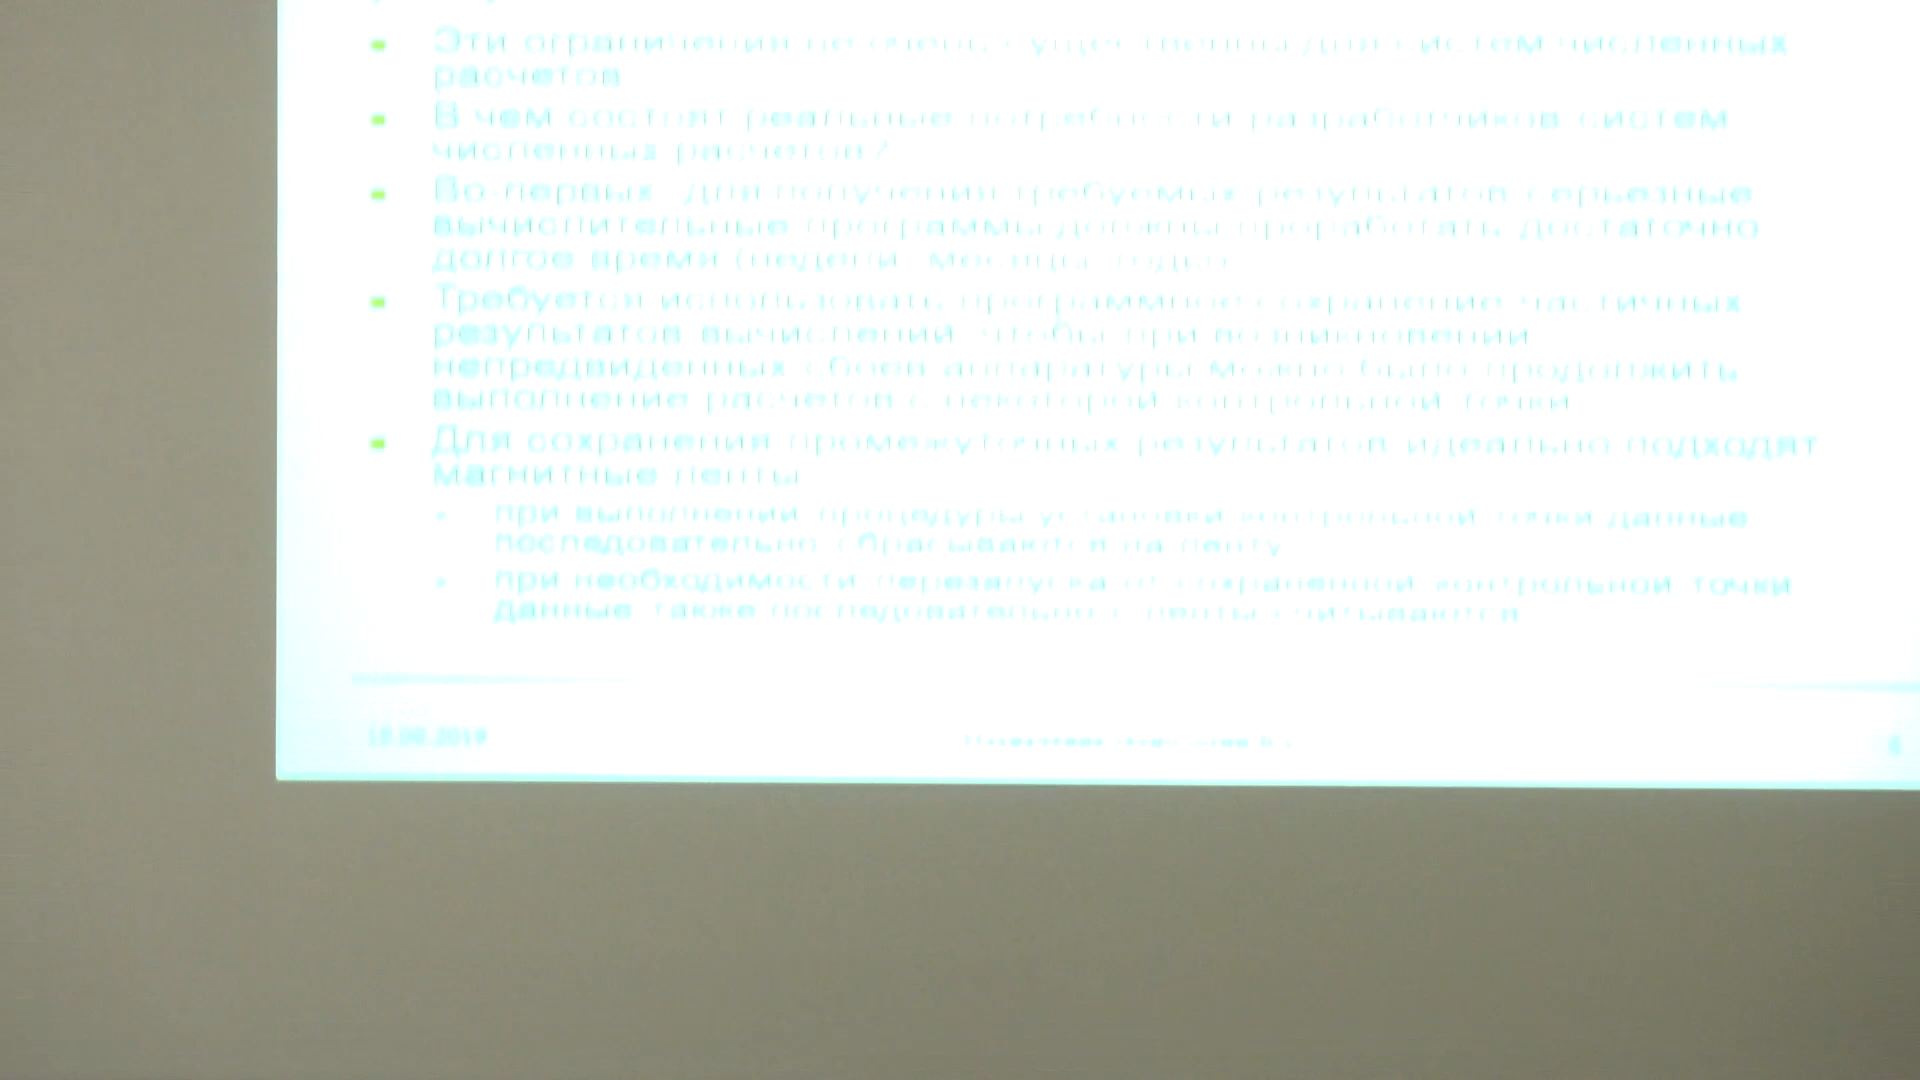 Эти ограничения не очень существенны для систем численных
расчетов
В чем состоят реальные потребности разработчиков систем
численных расчетов?
Во-первых, для получения требуемых результатов серьезные
вычислительные программы должны проработать достаточно
долгое время (недели, месяцы, годы)
Требуется использовать программное сохранение частичных
результатов вычислений, чтобы при возникновении
непредвиденных сбоев аппаратуры можно было продолжить
выполнение расчетов с некоторой контрольной точки
Для сохранения промежуточных результатов идеально подходят
магнитные ленты
при выполнении процедуры установки контрольной точки данные
последовательно сбрасываются на ленту
при необходимости перезапуска от сохраненной контрольной точки
данные также последовательно с ленты считываются